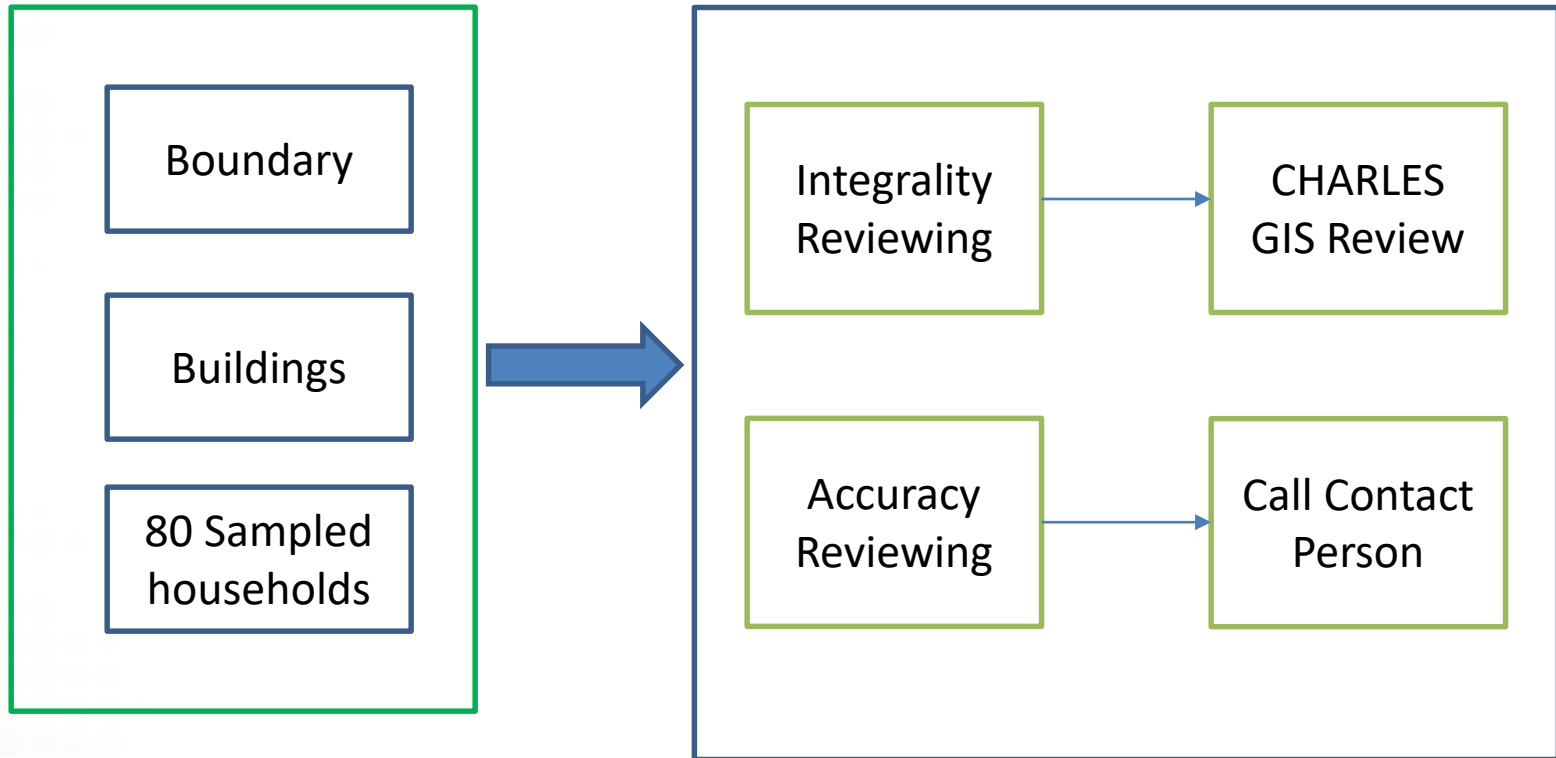 Boundary
Buildings
80 Sampled
households
Integrality
Reviewing
CHARLES
GIS Review
Accuracy
Reviewing
Call Contact
Person